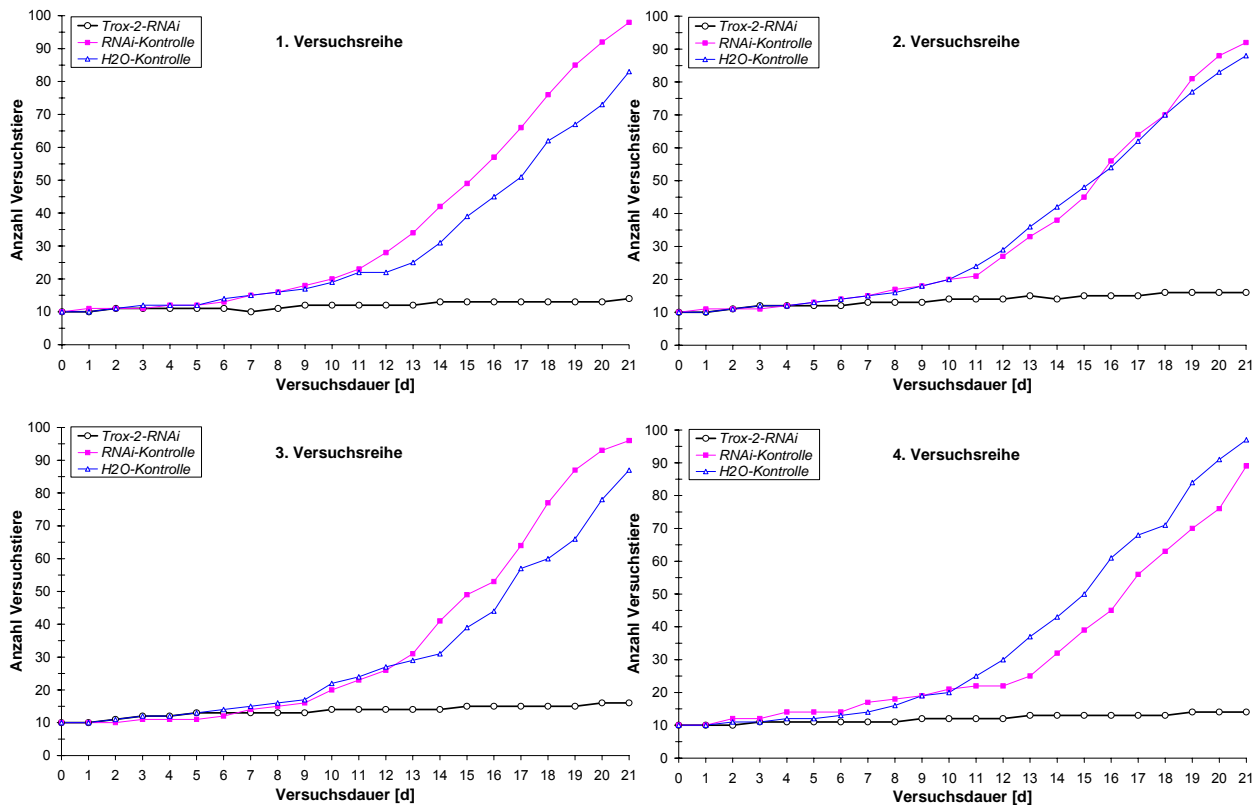 Trox-2-RNAi
RNAi-Kontrolle
H2O-Kontrolle
1. Versuchsreihe
Anzahl Versuchstiere
100
90
80
70
60
50
40
30
20
10
0
0 1 2 3 4 5 6 7 8 9 10 11 12 13 14 15 16 17 18 19 20 21
Versuchsdauer [d]
Trox-2-RNAi
RNAi-Kontrolle
H2O-Kontrolle
2. Versuchsreihe
Anzahl Versuchstiere
100
90
80
70
60
50
40
30
20
10
0
0 1 2 3 4 5 6 7 8 9 10 11 12 13 14 15 16 17 18 19 20 21
Versuchsdauer [d]
Trox-2-RNAi
RNAi-Kontrolle
H2O-Kontrolle
3. Versuchsreihe
Anzahl Versuchstiere
100
90
80
70
60
50
40
30
20
10
0
0 1 2 3 4 5 6 7 8 9 10 11 12 13 14 15 16 17 18 19 20 21
Versuchsdauer [d]
Trox-2-RNAi
RNAi-Kontrolle
H2O-Kontrolle
4. Versuchsreihe
Anzahl Versuchstiere
100
90
80
70
60
50
40
30
20
10
0
0 1 2 3 4 5 6 7 8 9 10 11 12 13 14 15 16 17 18 19 20 21
Versuchsdauer [d]